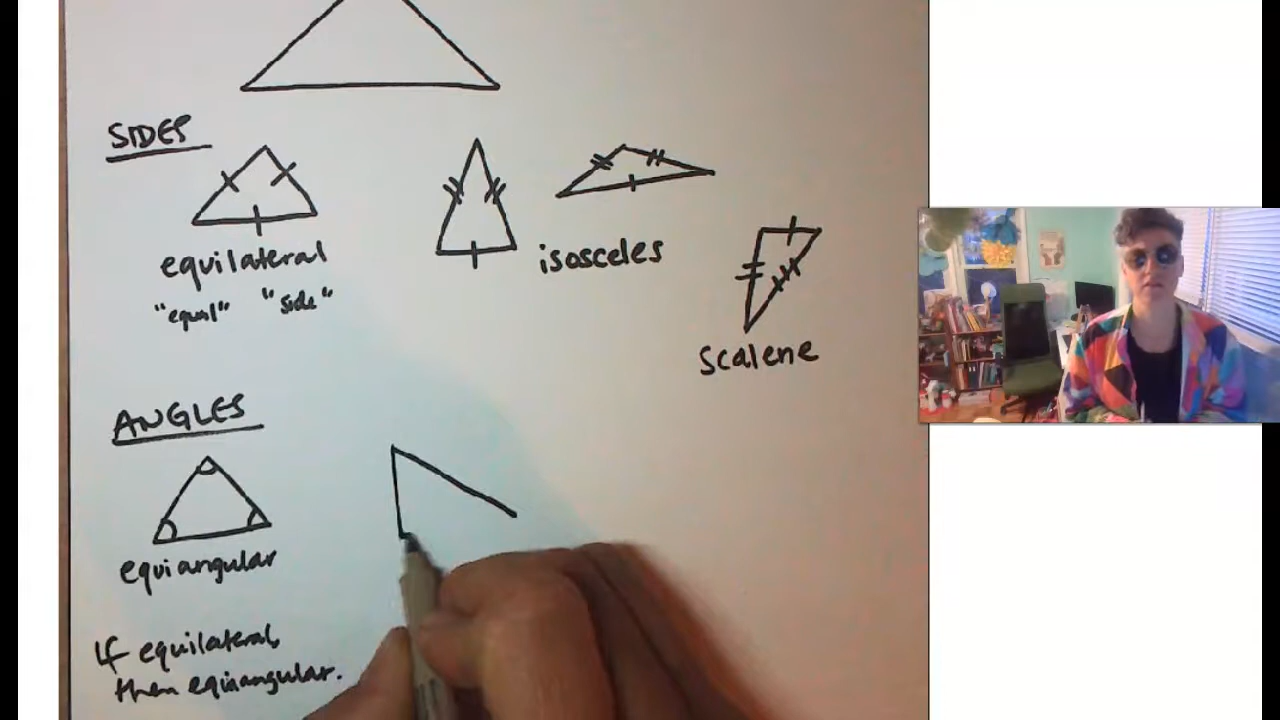 SIDES
equilateral
"equal" "side"
isosceles
scalene
ANGLES
equiangular
If equilateral,
then equiangular.